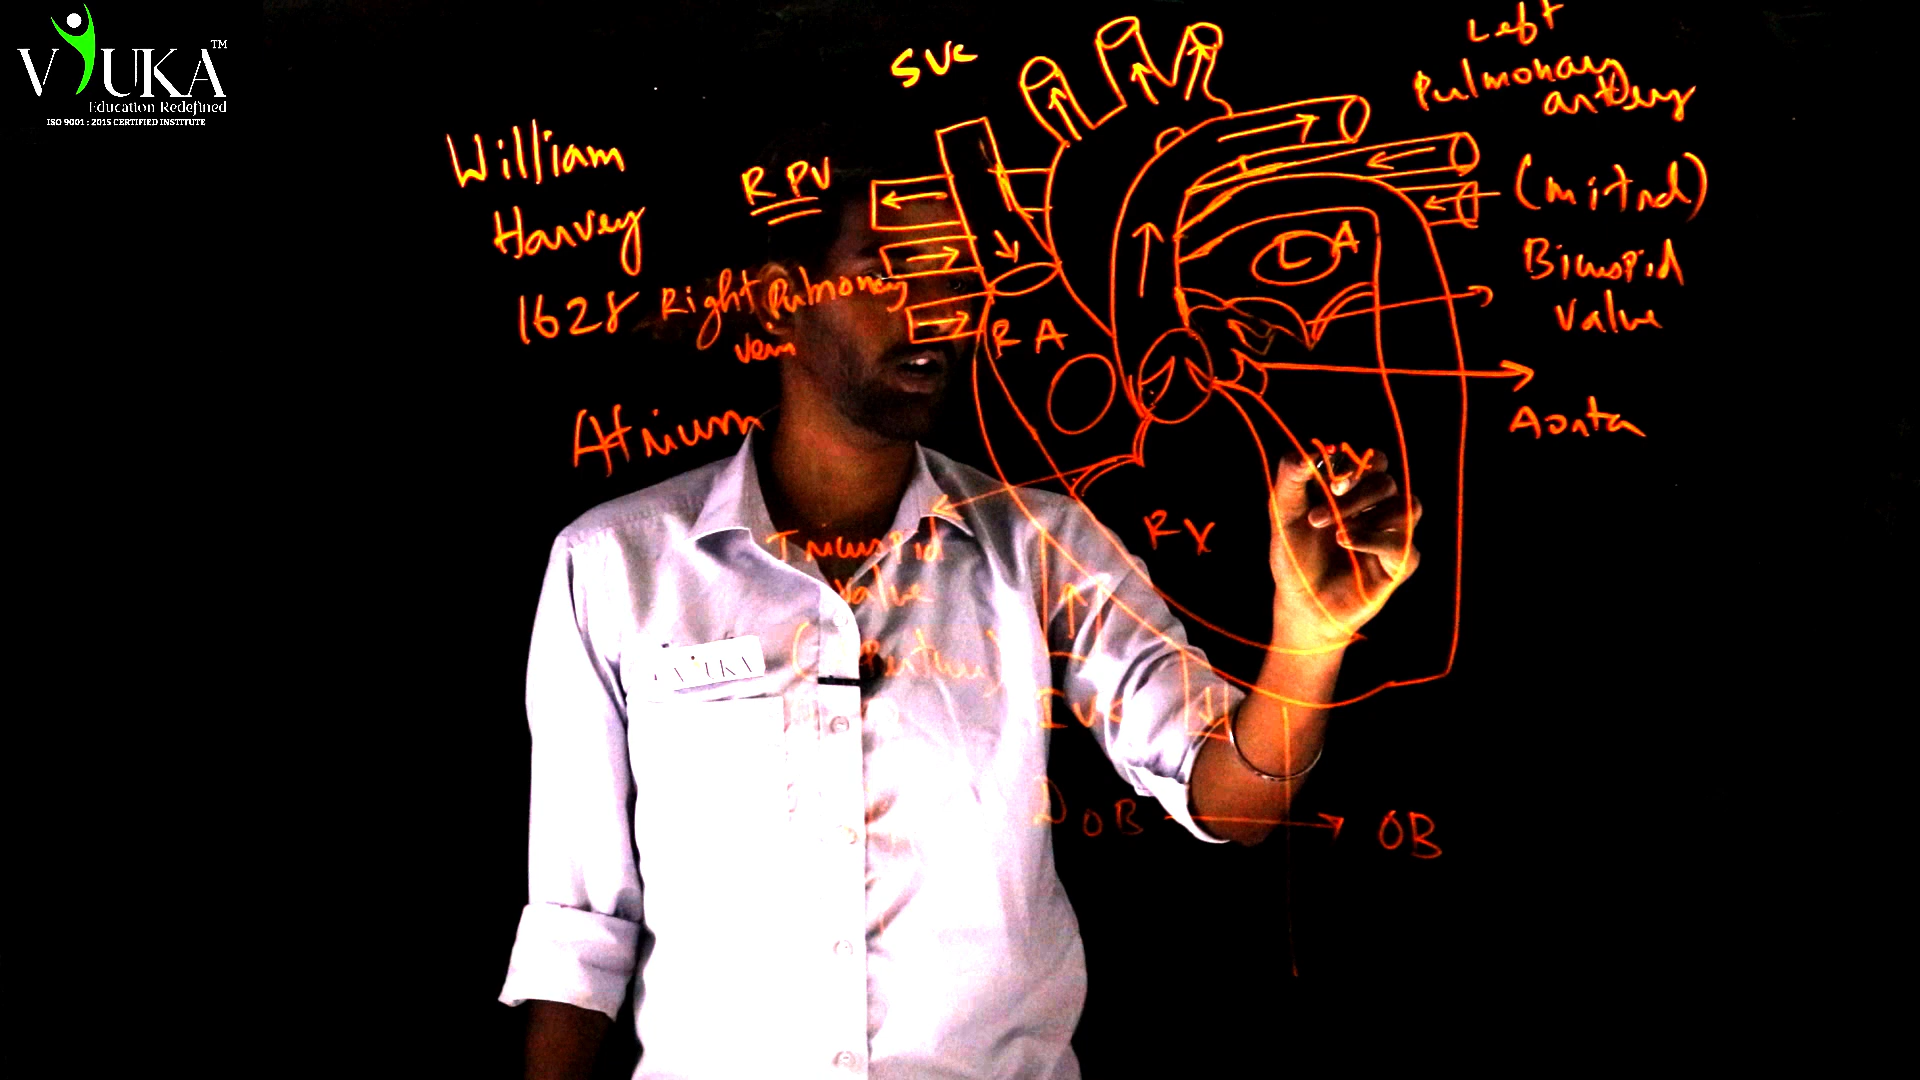 VIUKA™
Education Redefined
ISO 9001 : 2015 CERTIFIED INSTITUTE
SVC
Left
Pulmonary
artery
William
Harvey
1628
RPV
(mitral)
Bicuspid
Valve
Right Pulmonary
vein
LA
RA
Atrium
Aorta
RV
Tricuspid
Valve
IVC
DOB → OB